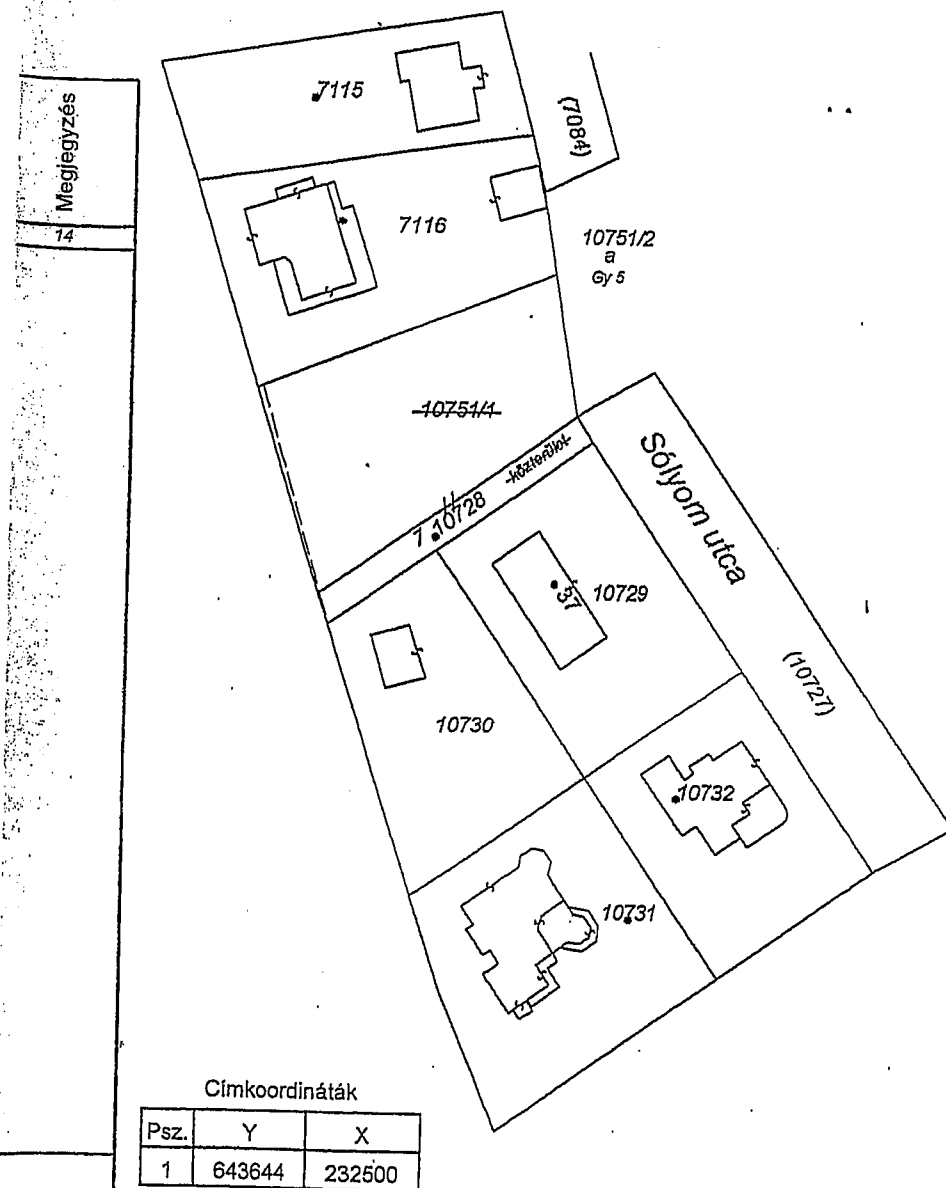 Megjegyzés
14
7115
(7084)
7116
10751/2
a
Gy 5
10751/1
közterület
7 10728
Sólyom utca
37
10729
(10727)
10730
10732
10731
Címkoordináták
Psz. Y X
1 643644 232500